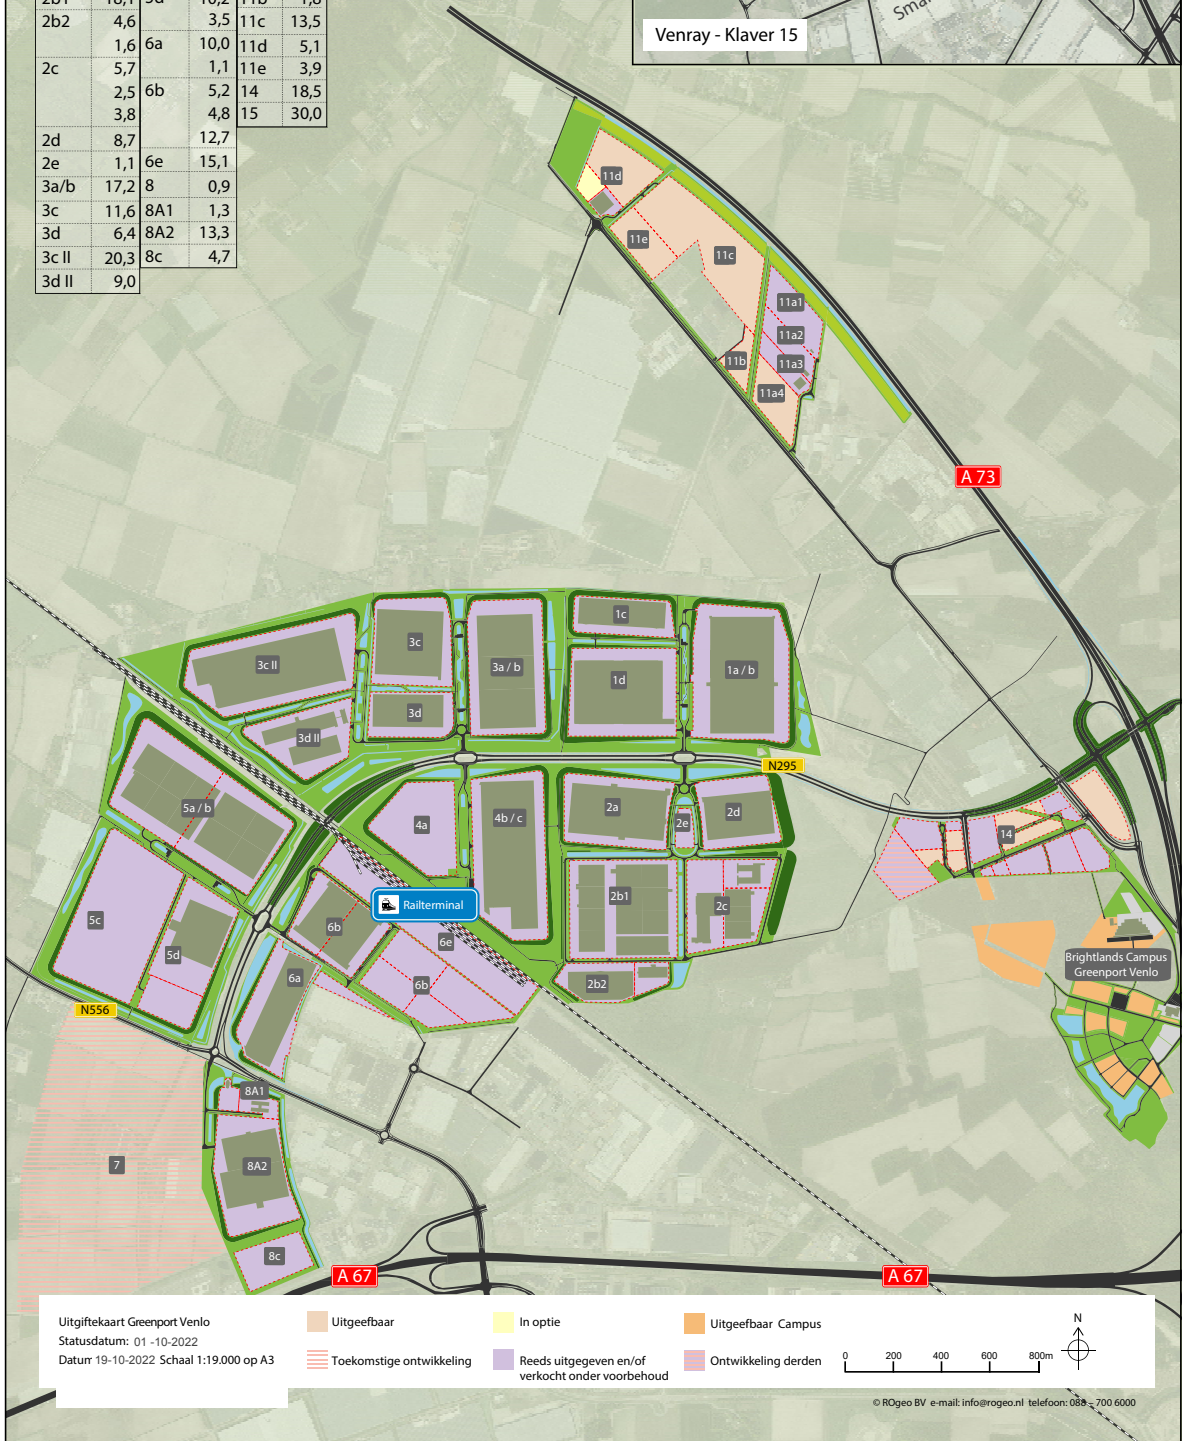 2b1 18,1
2b2 4,6
1,6
2c 5,7
2,5
3,8
2d 8,7
2e 1,1
3a/b 17,2
3c 11,6
3d 6,4
3c II 20,3
3d II 9,0
5d 10,2
3,5
6a 10,0
1,1
6b 5,2
4,8
12,7
6e 15,1
8 0,9
8A1 1,3
8A2 13,3
8c 4,7
11b 1,8
11c 13,5
11d 5,1
11e 3,9
14 18,5
15 30,0
Venray - Klaver 15
11d
11e
11c
11a1
11a2
11b
11a3
11a4
A 73
1c
3c
3c II
3a / b
1d
1a / b
3d
3d II
N295
5a / b
4a
4b / c
2a
2e
2d
14
Railterminal
2b1
2c
5c
6b
6e
5d
6a
6b
2b2
Brightlands Campus
Greenport Venlo
N556
8A1
7
8A2
8c
A 67
A 67
Uitgiftekaart Greenport Venlo
Statusdatum: 01 -10-2022
Datum 19-10-2022 Schaal 1:19.000 op A3
Uitgeefbaar
Toekomstige ontwikkeling
In optie
Reeds uitgegeven en/of
verkocht onder voorbehoud
Uitgeefbaar Campus
Ontwikkeling derden
0 200 400 600 800m
N
© ROgeo BV e-mail: info@rogeo.nl telefoon: 088 – 700 6000